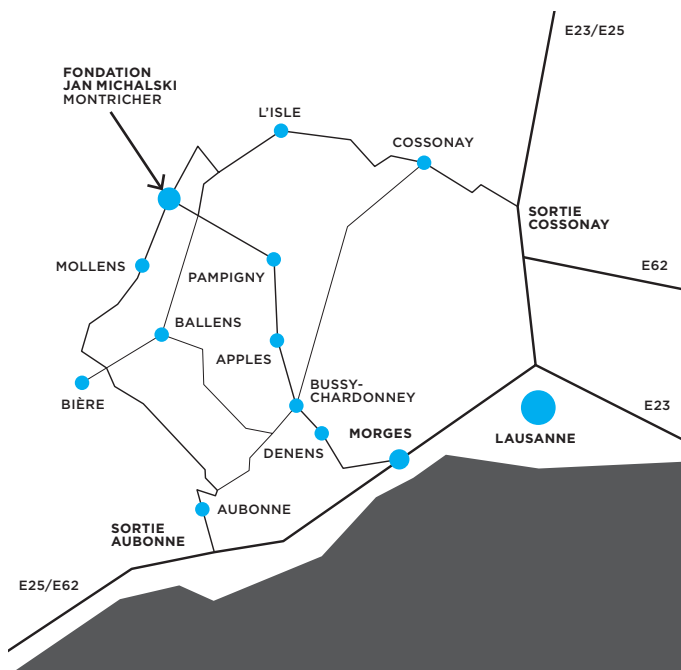 E23/E25
FONDATION
JAN MICHALSKI
MONTRICHER
L'ISLE
COSSONAY
SORTIE
COSSONAY
MOLLENS
PAMPIGNY
E62
BALLENS
APPLES
BIÈRE
BUSSY-
CHARDONNEY
MORGES
LAUSANNE
E23
DENENS
AUBONNE
SORTIE
AUBONNE
E25/E62